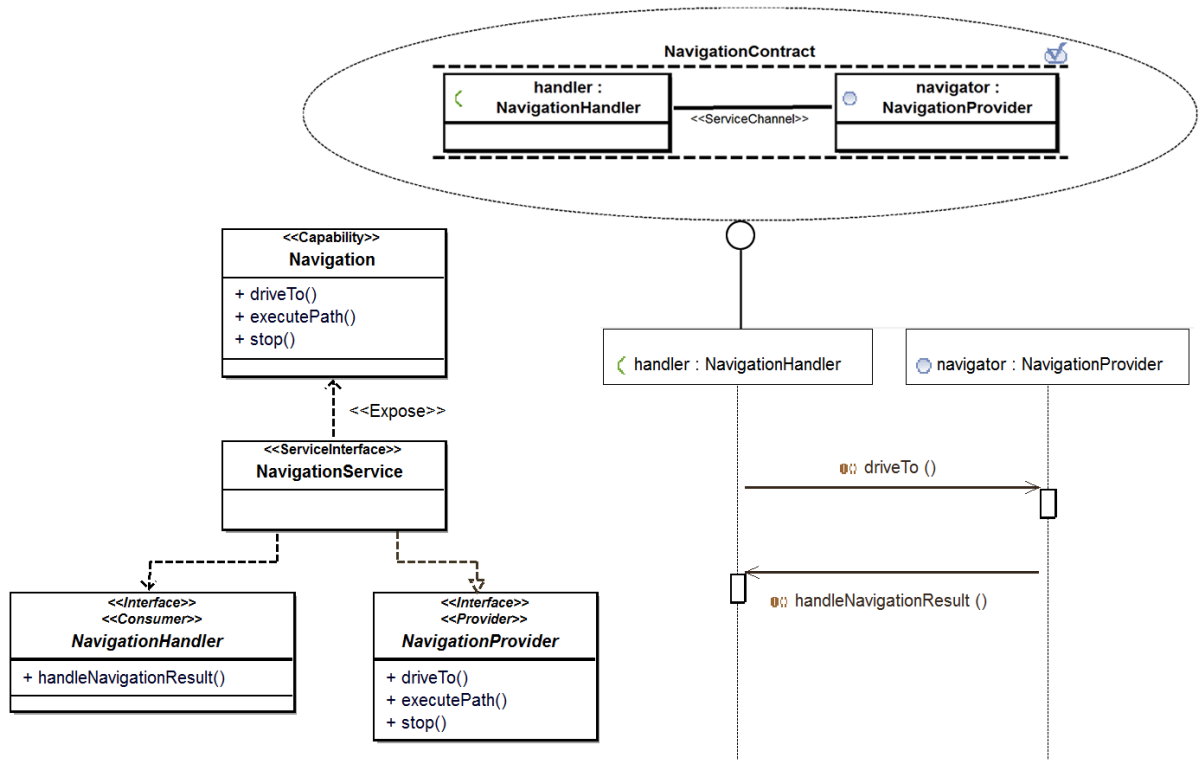 NavigationContract
handler :
NavigationHandler
<<ServiceChannel>>
navigator :
NavigationProvider
<<Capability>>
Navigation
+ driveTo()
+ executePath()
+ stop()
<<Expose>>
<<ServiceInterface>>
NavigationService
<<Interface>>
<<Consumer>>
NavigationHandler
+ handleNavigationResult()
<<Interface>>
<<Provider>>
NavigationProvider
+ driveTo()
+ executePath()
+ stop()
handler : NavigationHandler
navigator : NavigationProvider
driveTo ()
handleNavigationResult ()